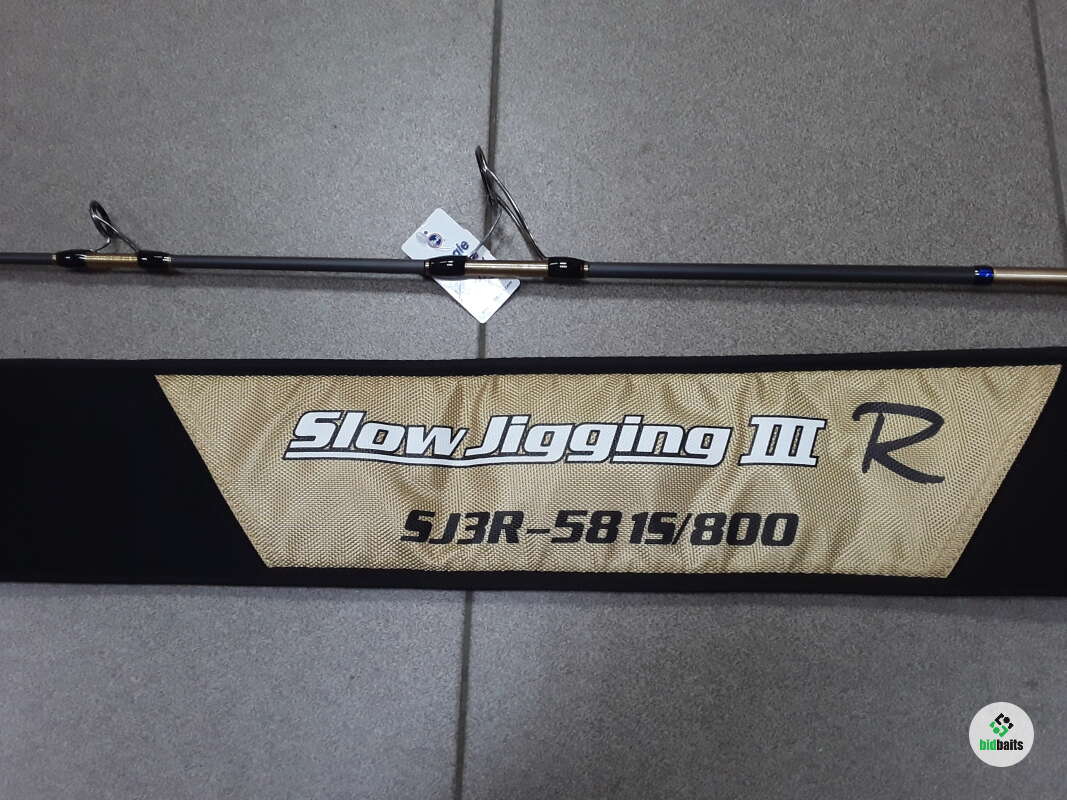 Slow Jigging III R
SJ3R-581S/800
bidbaits